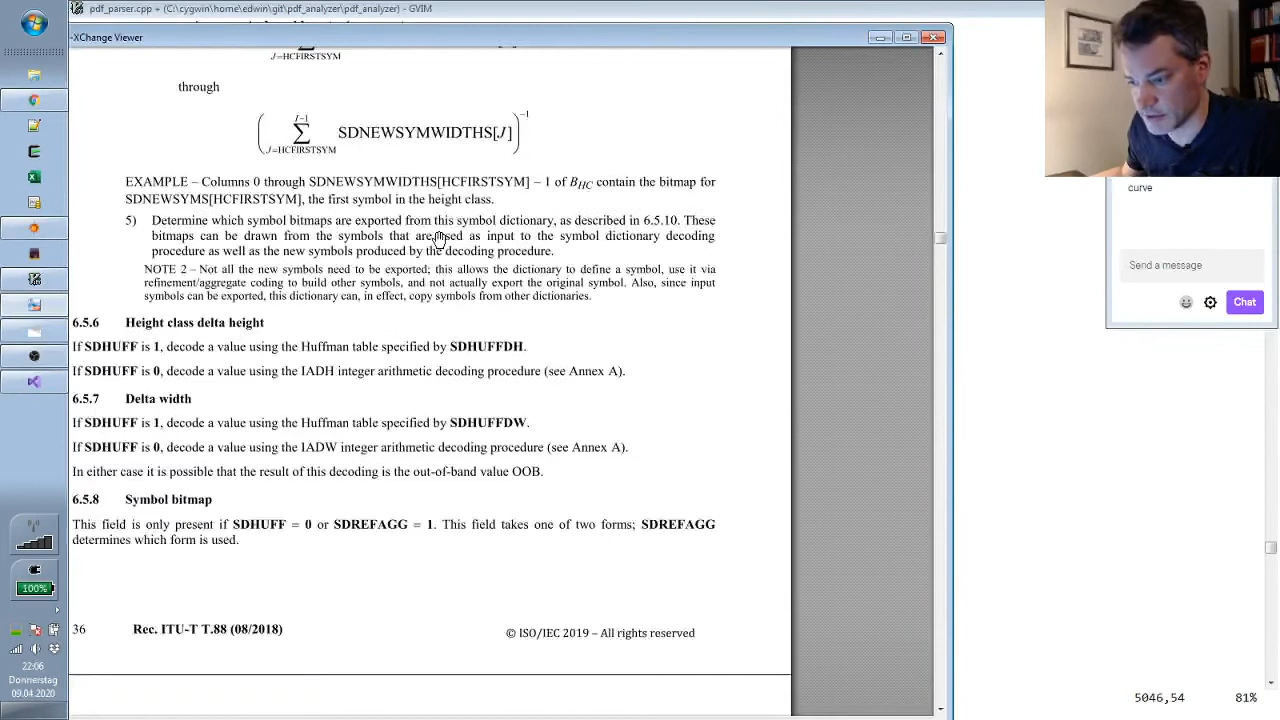 pdf_parser.cpp + (C:\cygwin\home\edwin\git\pdf_analyzer\pdf_analyzer) - GVIM
-XChange Viewer
J=HCFIRSTSYM
through
( J−1 ∑ J=HCFIRSTSYM SDNEWSYMWIDTHS[J] ) −1
EXAMPLE – Columns 0 through SDNEWSYMWIDTHS[HCFIRSTSYM] – 1 of BHC contain the bitmap for
SDNEWSYMS[HCFIRSTSYM], the first symbol in the height class.
5) Determine which symbol bitmaps are exported from this symbol dictionary, as described in 6.5.10. These
bitmaps can be drawn from the symbols that are used as input to the symbol dictionary decoding
procedure as well as the new symbols produced by the decoding procedure.
NOTE 2 – Not all the new symbols need to be exported; this allows the dictionary to define a symbol, use it via
refinement/aggregate coding to build other symbols, and not actually export the original symbol. Also, since input
symbols can be exported, this dictionary can, in effect, copy symbols from other dictionaries.
6.5.6 Height class delta height
If SDHUFF is 1, decode a value using the Huffman table specified by SDHUFFDH.
If SDHUFF is 0, decode a value using the IADH integer arithmetic decoding procedure (see Annex A).
6.5.7 Delta width
If SDHUFF is 1, decode a value using the Huffman table specified by SDHUFFDW.
If SDHUFF is 0, decode a value using the IADW integer arithmetic decoding procedure (see Annex A).
In either case it is possible that the result of this decoding is the out-of-band value OOB.
6.5.8 Symbol bitmap
This field is only present if SDHUFF = 0 or SDREFAGG = 1. This field takes one of two forms; SDREFAGG
determines which form is used.
36 Rec. ITU-T T.88 (08/2018) © ISO/IEC 2019 – All rights reserved
curve
Send a message
Chat
100%
22:06
Donnerstag
09.04.2020
5046,54 81%